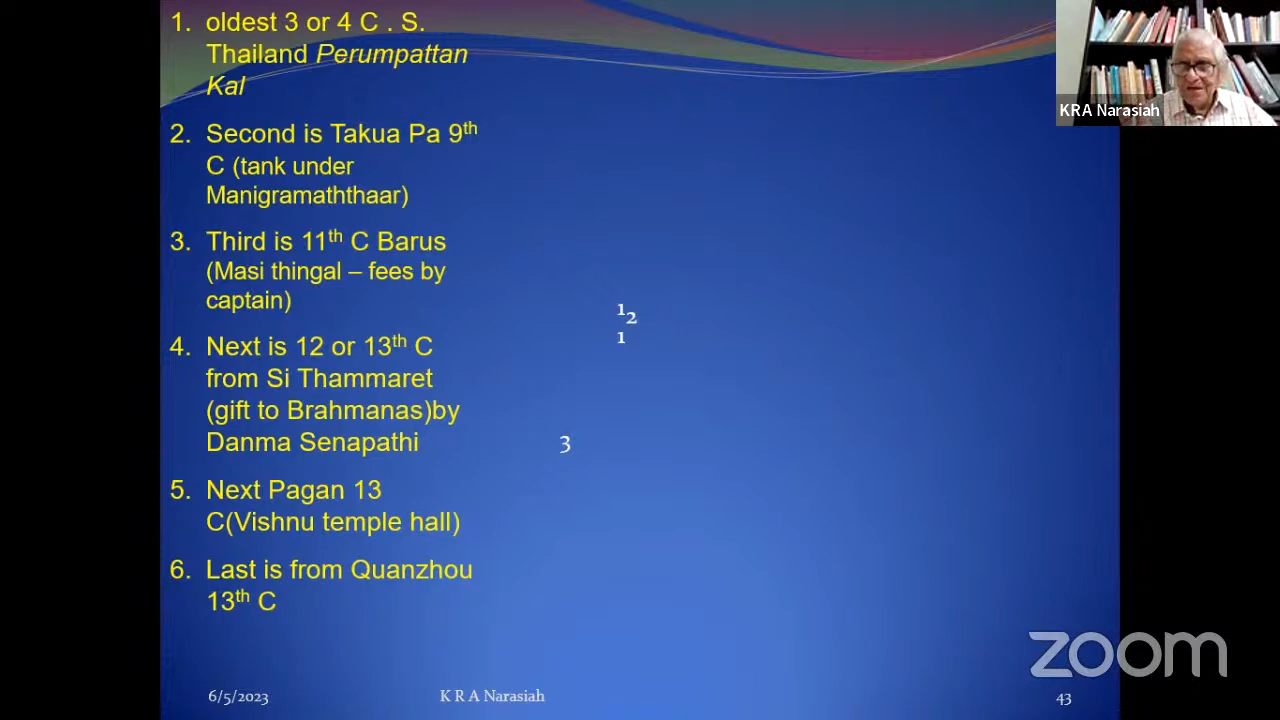 1. oldest 3 or 4 C . S.
Thailand Perumpattan
Kal
2. Second is Takua Pa 9th
C (tank under
Manigramaththaar)
3. Third is 11th C Barus
(Masi thingal – fees by
captain)
4. Next is 12 or 13th C
from Si Thammaret
(gift to Brahmanas)by
Danma Senapathi
5. Next Pagan 13
C(Vishnu temple hall)
6. Last is from Quanzhou
13th C
1
2
1
3
KRA Narasiah
zoom
6/5/2023
K R A Narasiah
43